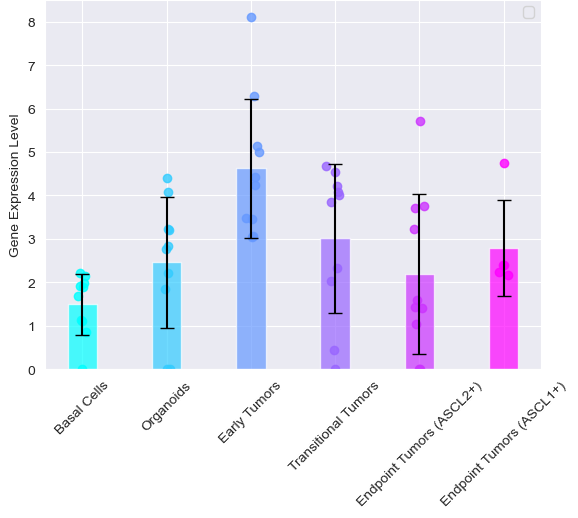 8
7
6
5
4
3
2
1
0
Gene Expression Level
Basal Cells
Organoids
Early Tumors
Transitional Tumors
Endpoint Tumors (ASCL2+)
Endpoint Tumors (ASCL1+)